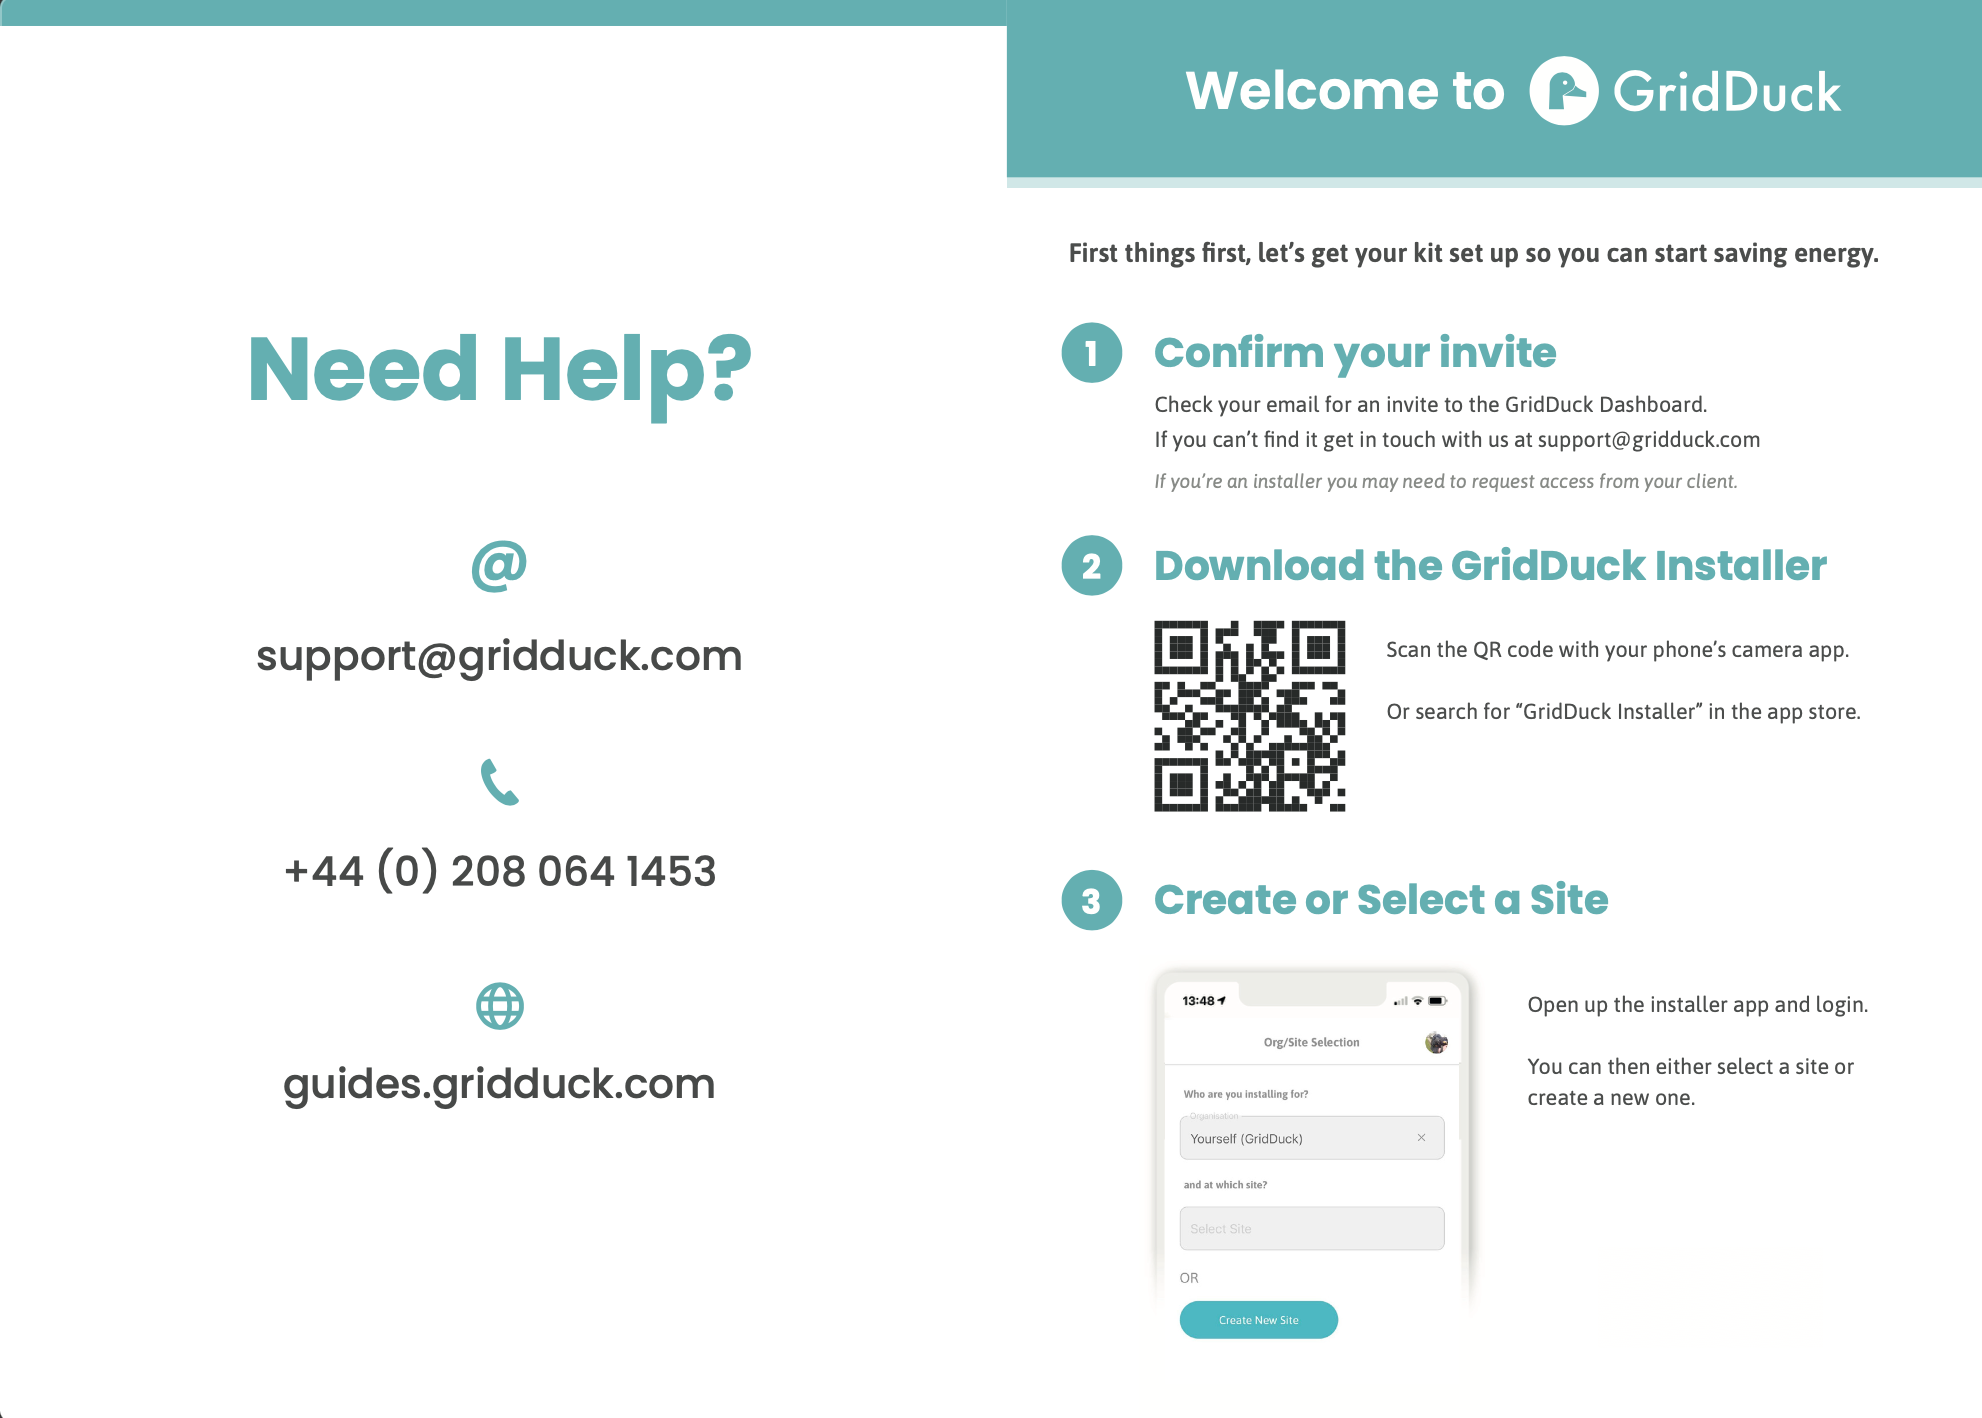 Need Help?
@
support@gridduck.com
+44 (0) 208 064 1453
guides.gridduck.com
Welcome to GridDuck
First things first, let’s get your kit set up so you can start saving energy.
1 Confirm your invite
Check your email for an invite to the GridDuck Dashboard.
If you can’t find it get in touch with us at support@gridduck.com
If you’re an installer you may need to request access from your client.
2 Download the GridDuck Installer
Scan the QR code with your phone’s camera app.
Or search for “GridDuck Installer” in the app store.
3 Create or Select a Site
13:48
Org/Site Selection
Who are you installing for?
Organisation
Yourself (GridDuck)
and at which site?
Select Site
OR
Create New Site
Open up the installer app and login.
You can then either select a site or
create a new one.